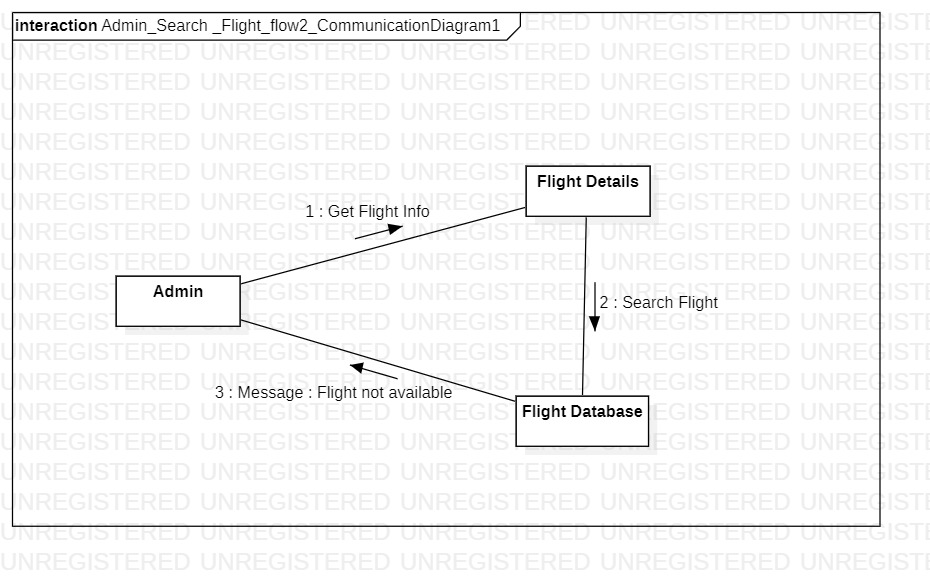 interaction Admin_Search _Flight_flow2_CommunicationDiagram1
Flight Details
1 : Get Flight Info
Admin
2 : Search Flight
3 : Message : Flight not available
Flight Database
UNREGISTERED